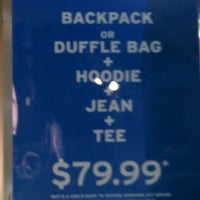 BACKPACK
OR
DUFFLE BAG
+
HOODIE
+
JEAN
+
TEE
$79.99*